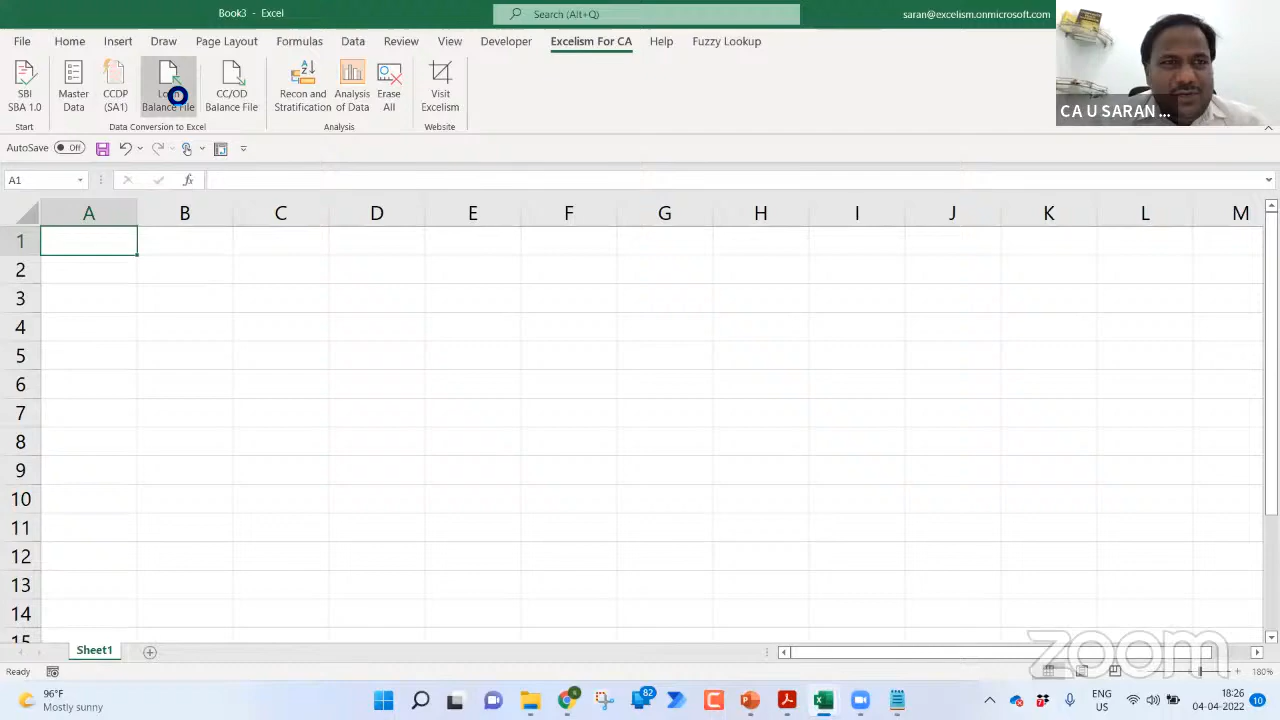 Book3 - Excel
Search (Alt+Q)
saran@excelism.onmicrosoft.com
File Home Insert Draw Page Layout Formulas Data Review View Developer Excelism For CA Help Fuzzy Lookup
SBI SBA 1.0
Master Data
CCDP (SA1)
Balance File
CC/OD Balance File
Recon and Stratification
Analysis of Data
Erase All
Visit Excelism
Start
Data Conversion to Excel
Analysis
Website
CA U SARAN ...
AutoSave Off
A1
fx
A B C D E F G H I J K L M
1
2
3
4
5
6
7
8
9
10
11
12
13
14
15
Sheet1
zoom
Ready
180%
96°F
Mostly sunny
82
ENG
US
18:26
04-04-2022
10